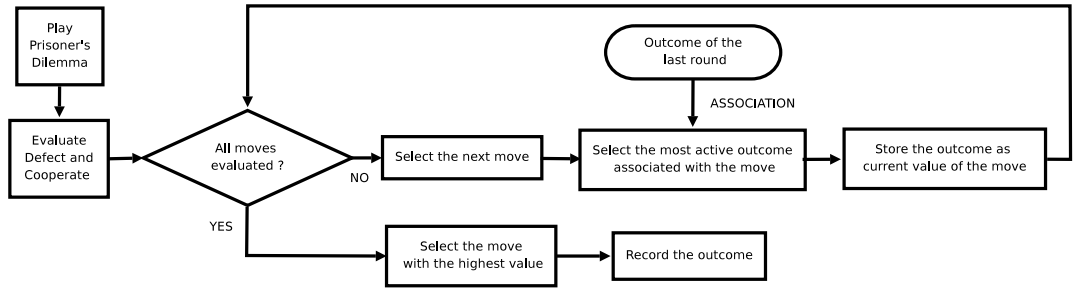 Play
Prisoner's
Dilemma
Evaluate
Defect and
Cooperate
All moves
evaluated ?
NO
YES
Select the next move
Outcome of the
last round
ASSOCIATION
Select the most active outcome
associated with the move
Store the outcome as
current value of the move
Select the move
with the highest value
Record the outcome